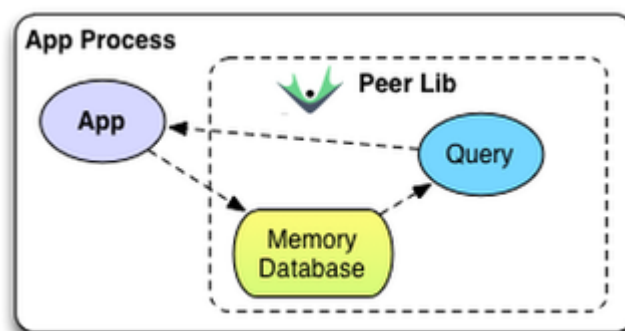 App Process
Peer Lib
App
Query
Memory
Database